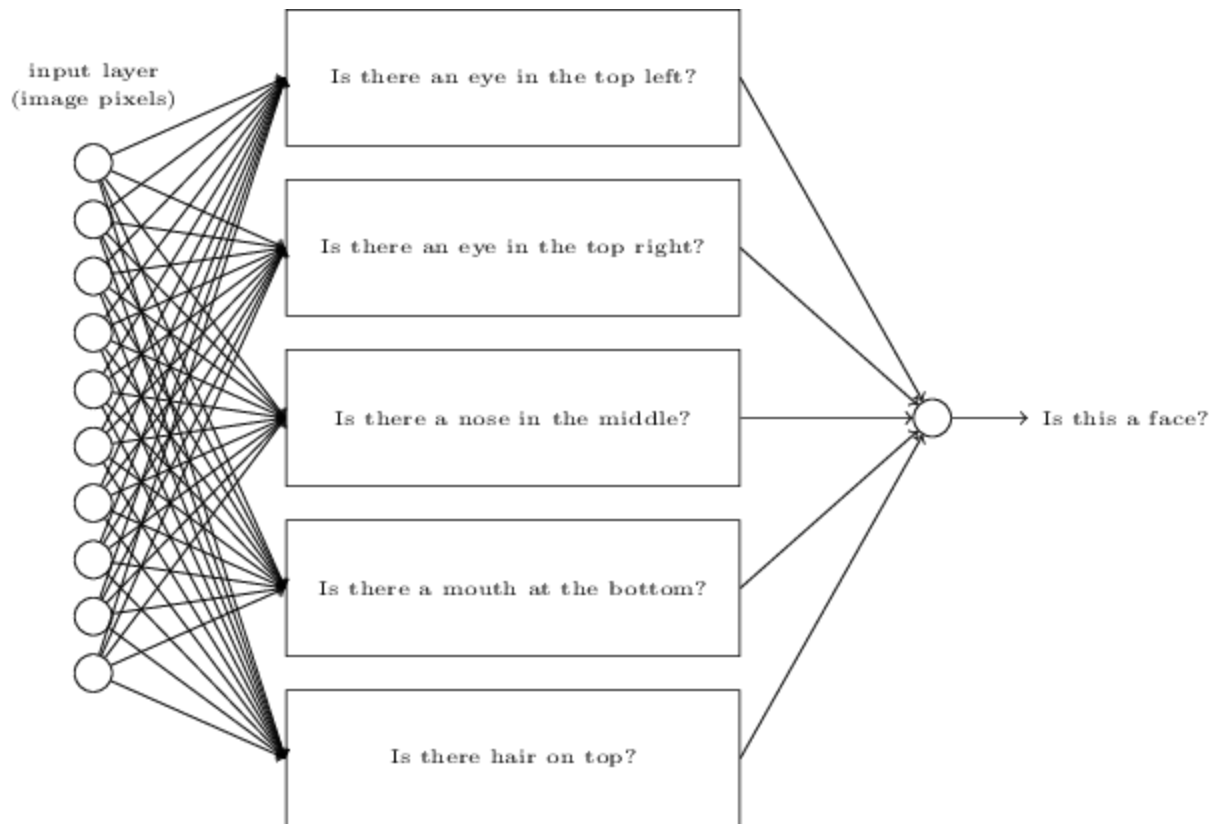 input layer
(image pixels)
Is there an eye in the top left?
Is there an eye in the top right?
Is there a nose in the middle?
Is this a face?
Is there a mouth at the bottom?
Is there hair on top?